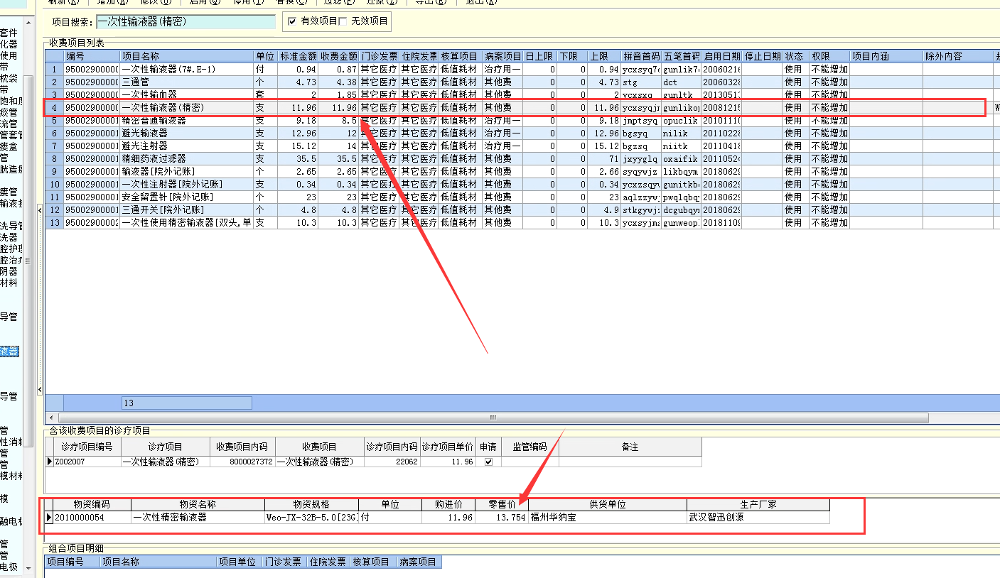 刷新(R) 增加(A) 修改(U) 启用(Q) 停用(T) 替换(C) 过滤(F) 还原(Z) 导出(E) 退出(X)
项目搜索: 一次性输液器(精密) 有效项目 无效项目
收费项目列表
编号 项目名称 单位 标准金额 收费金额 门诊发票 住院发票 核算项目 病案项目 日上限 下限 上限 拼音首码 五笔首码 启用日期 停止日期 状态 权限 项目内涵 除外内容
1 95002900000 一次性输液器(7#.E-1) 付 0.94 0.87 其它医疗 其它医疗 低值耗材 治疗用一 0 0 0.94 ycxsyq7 gunlik7 2006021 使用 不能增加
2 95002900000 三通管 个 4.73 4.38 其它医疗 其它医疗 低值耗材 其他费 0 0 4.73 stg dct 2006032 使用 不能增加
3 95002900000 一次性输血器 套 2 1.85 其它医疗 其它医疗 低值耗材 其他费 0 0 2 ycxsxq gunltk 2013051 使用 不能增加
4 95002900000 一次性输液器(精密) 支 11.96 11.96 其它医疗 其它医疗 低值耗材 其他费 0 0 11.96 ycxsyqj gunliko 2008121 使用 不能增加 W
5 95002900001 精密普通输液器 支 9.18 8.5 其它医疗 其它医疗 低值耗材 治疗用一 0 0 9.18 jmptsyq opuclik 2010111 使用 不能增加
6 95002900001 避光输液器 支 12.96 12 其它医疗 其它医疗 低值耗材 治疗用一 0 0 12.96 bgsyq nilik 2011022 使用 不能增加
7 95002900001 避光注射器 支 15.12 14 其它医疗 其它医疗 低值耗材 治疗用一 0 0 15.12 bgzsq niitk 2011041 使用 不能增加
8 95002900001 精细药液过滤器 支 35.5 35.5 其它医疗 其它医疗 低值耗材 其他费 0 0 71 jxyyglq oxaifik 2011052 使用 不能增加
9 95002900001 输液器[院外记账] 个 2.65 2.65 其它医疗 其它医疗 低值耗材 其他费 0 0 2.66 syqywjz likbqym 2018062 使用 不能增加
10 95002900001 一次性注射器[院外记账] 支 0.34 0.34 其它医疗 其它医疗 低值耗材 其他费 0 0 0.34 ycxzsqy gunitkb 2018062 使用 不能增加
11 95002900001 安全留置针[院外记账] 个 23 23 其它医疗 其它医疗 低值耗材 其他费 0 0 23 aqlzzyw pwqlqbq 2018062 使用 不能增加
12 95002900001 三通开关[院外记账] 个 4.8 4.8 其它医疗 其它医疗 低值耗材 其他费 0 0 4.9 stkgywj dcgubqy 2018062 使用 不能增加
13 95002900002 一次性使用精密输液器[双头,单 支 10.3 10.3 其它医疗 其它医疗 低值耗材 其他费 0 0 10.3 ycxsyjm gunweop 2018110 使用 不能增加
13
含该收费项目的诊疗项目
诊疗项目编号 诊疗项目 收费项目内码 收费项目 诊疗项目内码 诊疗项目单价 申请 监管编码 备注
Z002007 一次性输液器(精密) 8000027372 一次性输液器(精密) 22062 11.96
物资编码 物资名称 物资规格 单位 购进价 零售价 供货单位 生产厂家
2010000054 一次性精密输液器 Weo-JX-32B-5.0[23G] 付 11.96 13.754 福州华纳宝 武汉智迅创源
组合项目明细
项目编号 项目名称 项目单位 门诊发票 住院发票 核算项目 病案项目
套件
化器
使用
带
枕袋
带
饱和
痰管
流管
管套管
瘘盒
管
胱造
瘘管
输液
洗导管
洗器
腔护理
腔治疗
阴器
材料
导管
液器
导管
管
性消耗
管
管
模材料
模
融电极
管
管
电极